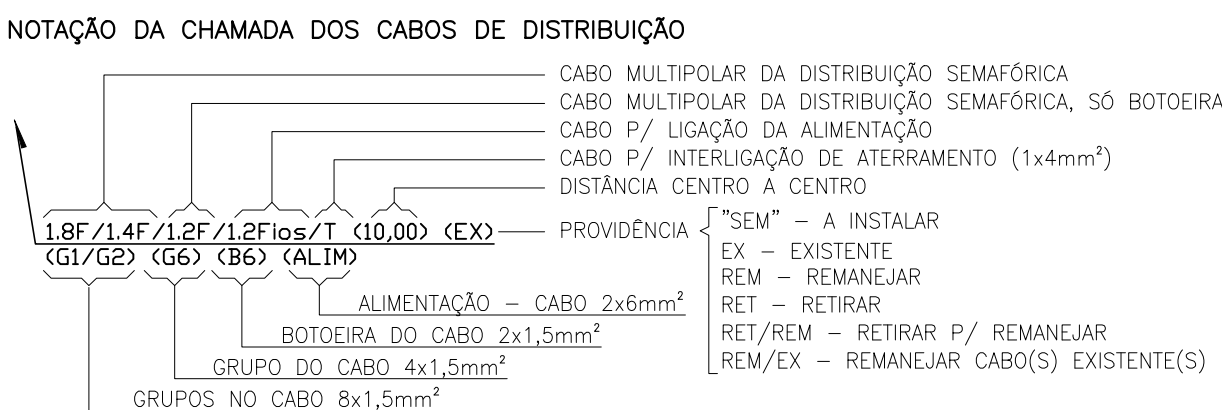 NOTAÇÃO DA CHAMADA DOS CABOS DE DISTRIBUIÇÃO
CABO MULTIPOLAR DA DISTRIBUIÇÃO SEMAFÓRICA
CABO MULTIPOLAR DA DISTRIBUIÇÃO SEMAFÓRICA, SÓ BOTOEIRA
CABO P/ LIGAÇÃO DA ALIMENTAÇÃO
CABO P/ INTERLIGAÇÃO DE ATERRAMENTO (1x4mm²)
DISTÂNCIA CENTRO A CENTRO
1.8F/1.4F/1.2F/1.2Fios/T (10,00) (EX)
PROVIDÊNCIA
"SEM" – A INSTALAR
EX – EXISTENTE
REM – REMANEJAR
RET – RETIRAR
RET/REM – RETIRAR P/ REMANEJAR
REM/EX – REMANEJAR CABO(S) EXISTENTE(S)
(G1/G2) (G6) (B6) (ALIM)
ALIMENTAÇÃO – CABO 2x6mm²
BOTOEIRA DO CABO 2x1,5mm²
GRUPO DO CABO 4x1,5mm²
GRUPOS NO CABO 8x1,5mm²